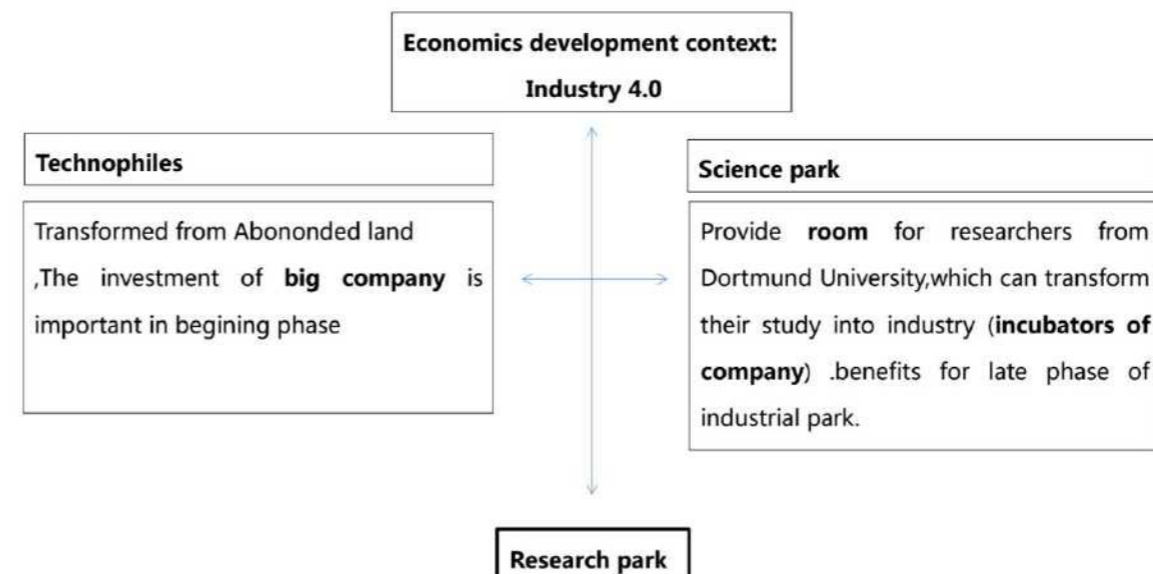 Economics development context:
Industry 4.0
Technophiles
Transformed from Abononded land
,The investment of big company is
important in begining phase
Science park
Provide room for researchers from
Dortmund University,which can transform
their study into industry (incubators of
company) .benefits for late phase of
industrial park.
Research park